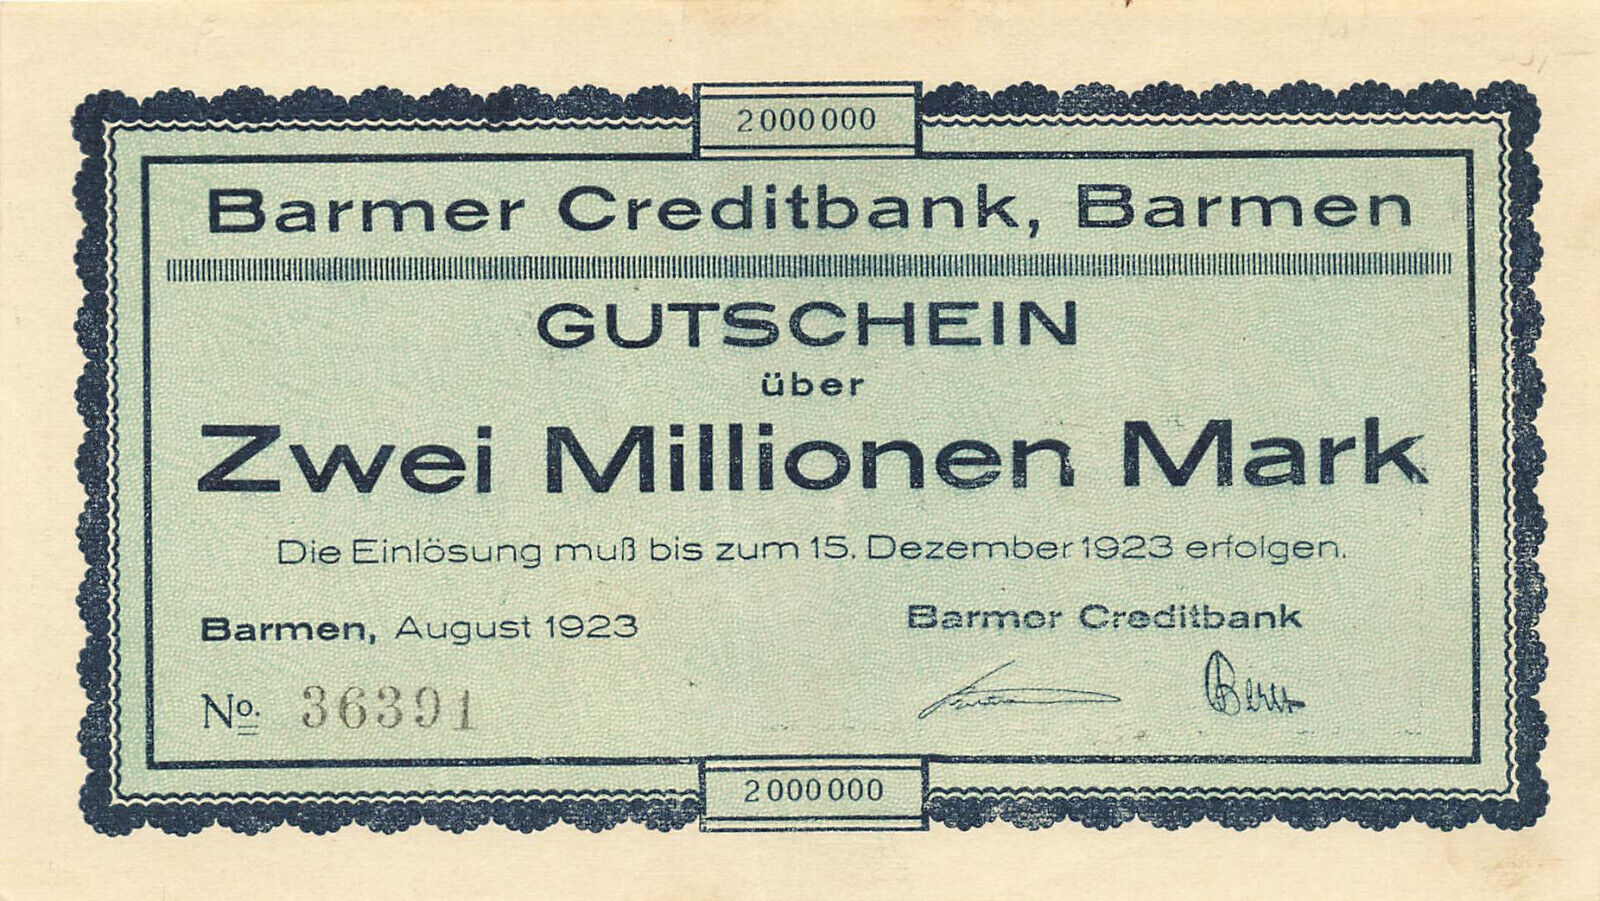 2000000
Barmer Creditbank, Barmen
GUTSCHEIN
über
Zwei Millionen Mark
Die Einlösung muß bis zum 15. Dezember 1923 erfolgen.
Barmen, August 1923
Barmer Creditbank
No. 36391
2000000